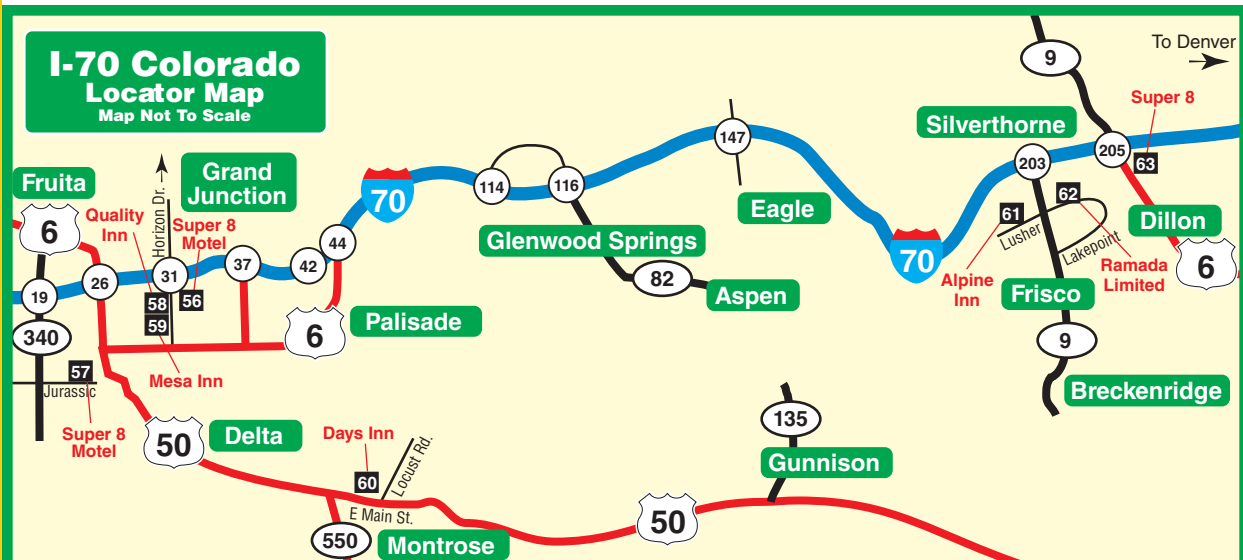 I-70 Colorado
Locator Map
Map Not To Scale
To Denver
9
Super 8
Silverthorne
147
205
203
63
Fruita
Grand
Junction
Horizon Dr.
70
114
116
62
61
Lusher
Lakepoint
Eagle
Dillon
6
Quality
Inn
Super 8
Motel
6
44
37
42
31
26
19
58
56
59
Glenwood Springs
82
Aspen
70
Alpine
Inn
Frisco
Ramada
Limited
340
6
Palisade
9
Mesa Inn
57
Jurassic
Breckenridge
Super 8
Motel
50
Delta
Days Inn
60
Locust Rd.
E Main St.
135
Gunnison
50
550
Montrose